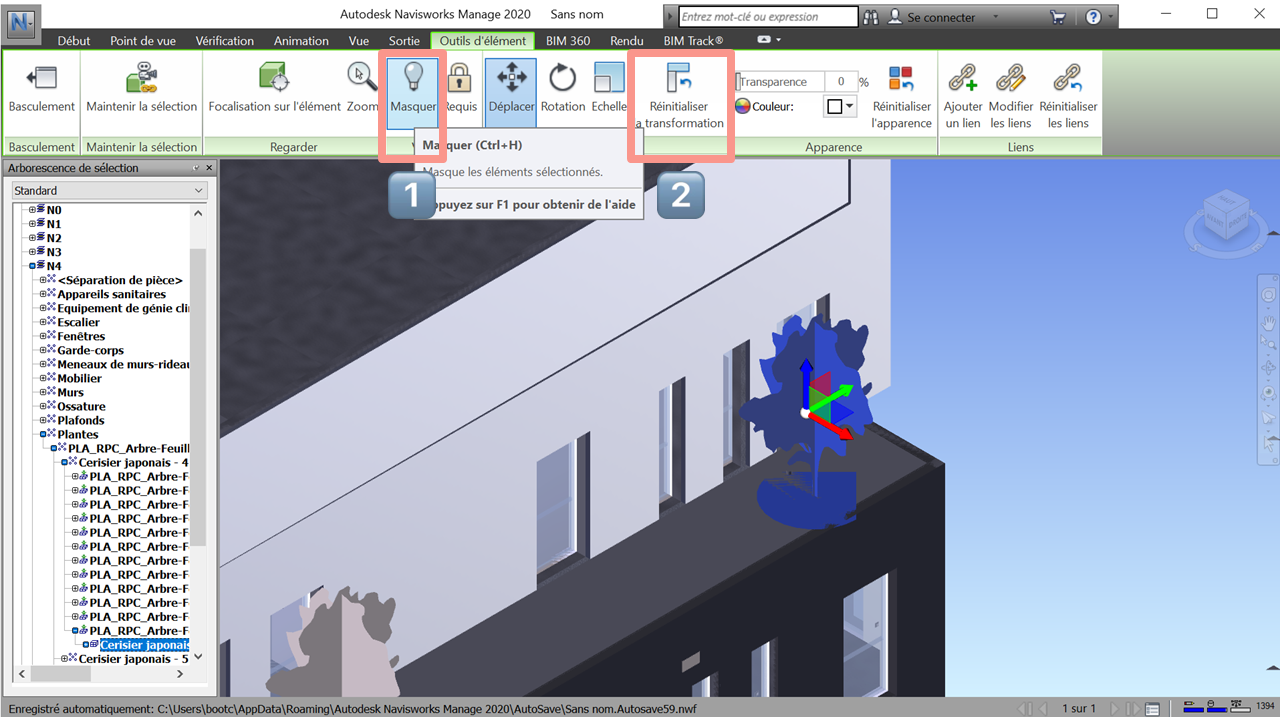 Autodesk Navisworks Manage 2020 Sans nom
Entrez mot-clé ou expression
Se connecter
N
Début Point de vue Vérification Animation Vue Sortie Outils d'élément BIM 360 Rendu BIM Track®
Basculement
Maintenir la sélection
Focalisation sur l'élément
Zoom
Masquer
Requis
Déplacer
Rotation
Echelle
Réinitialiser
a transformation
Transparence 0 %
Couleur:
Réinitialiser
l'apparence
Ajouter
un lien
Modifier
les liens
Réinitialiser
les liens
Basculement Maintenir la sélection Regarder Apparence Liens
Masquer (Ctrl+H)
Masque les éléments sélectionnés.
ppuyez sur F1 pour obtenir de l'aide
1
2
Arborescence de sélection
Standard
N0
N1
N2
N3
N4
<Séparation de pièce>
Appareils sanitaires
Equipement de génie cli
Escalier
Fenêtres
Garde-corps
Meneaux de murs-rideau
Mobilier
Murs
Ossature
Plafonds
Plantes
PLA_RPC_Arbre-Feuill
Cerisier japonais - 4
PLA_RPC_Arbre-F
PLA_RPC_Arbre-F
PLA_RPC_Arbre-F
PLA_RPC_Arbre-F
PLA_RPC_Arbre-F
PLA_RPC_Arbre-F
PLA_RPC_Arbre-F
PLA_RPC_Arbre-F
PLA_RPC_Arbre-F
PLA_RPC_Arbre-F
PLA_RPC_Arbre-F
PLA_RPC_Arbre-F
Cerisier japonais
Cerisier japonais - 5
Enregistré automatiquement: C:\Users\bootc\AppData\Roaming\Autodesk Navisworks Manage 2020\AutoSave\Sans nom.Autosave59.nwf
1 sur 1
1394